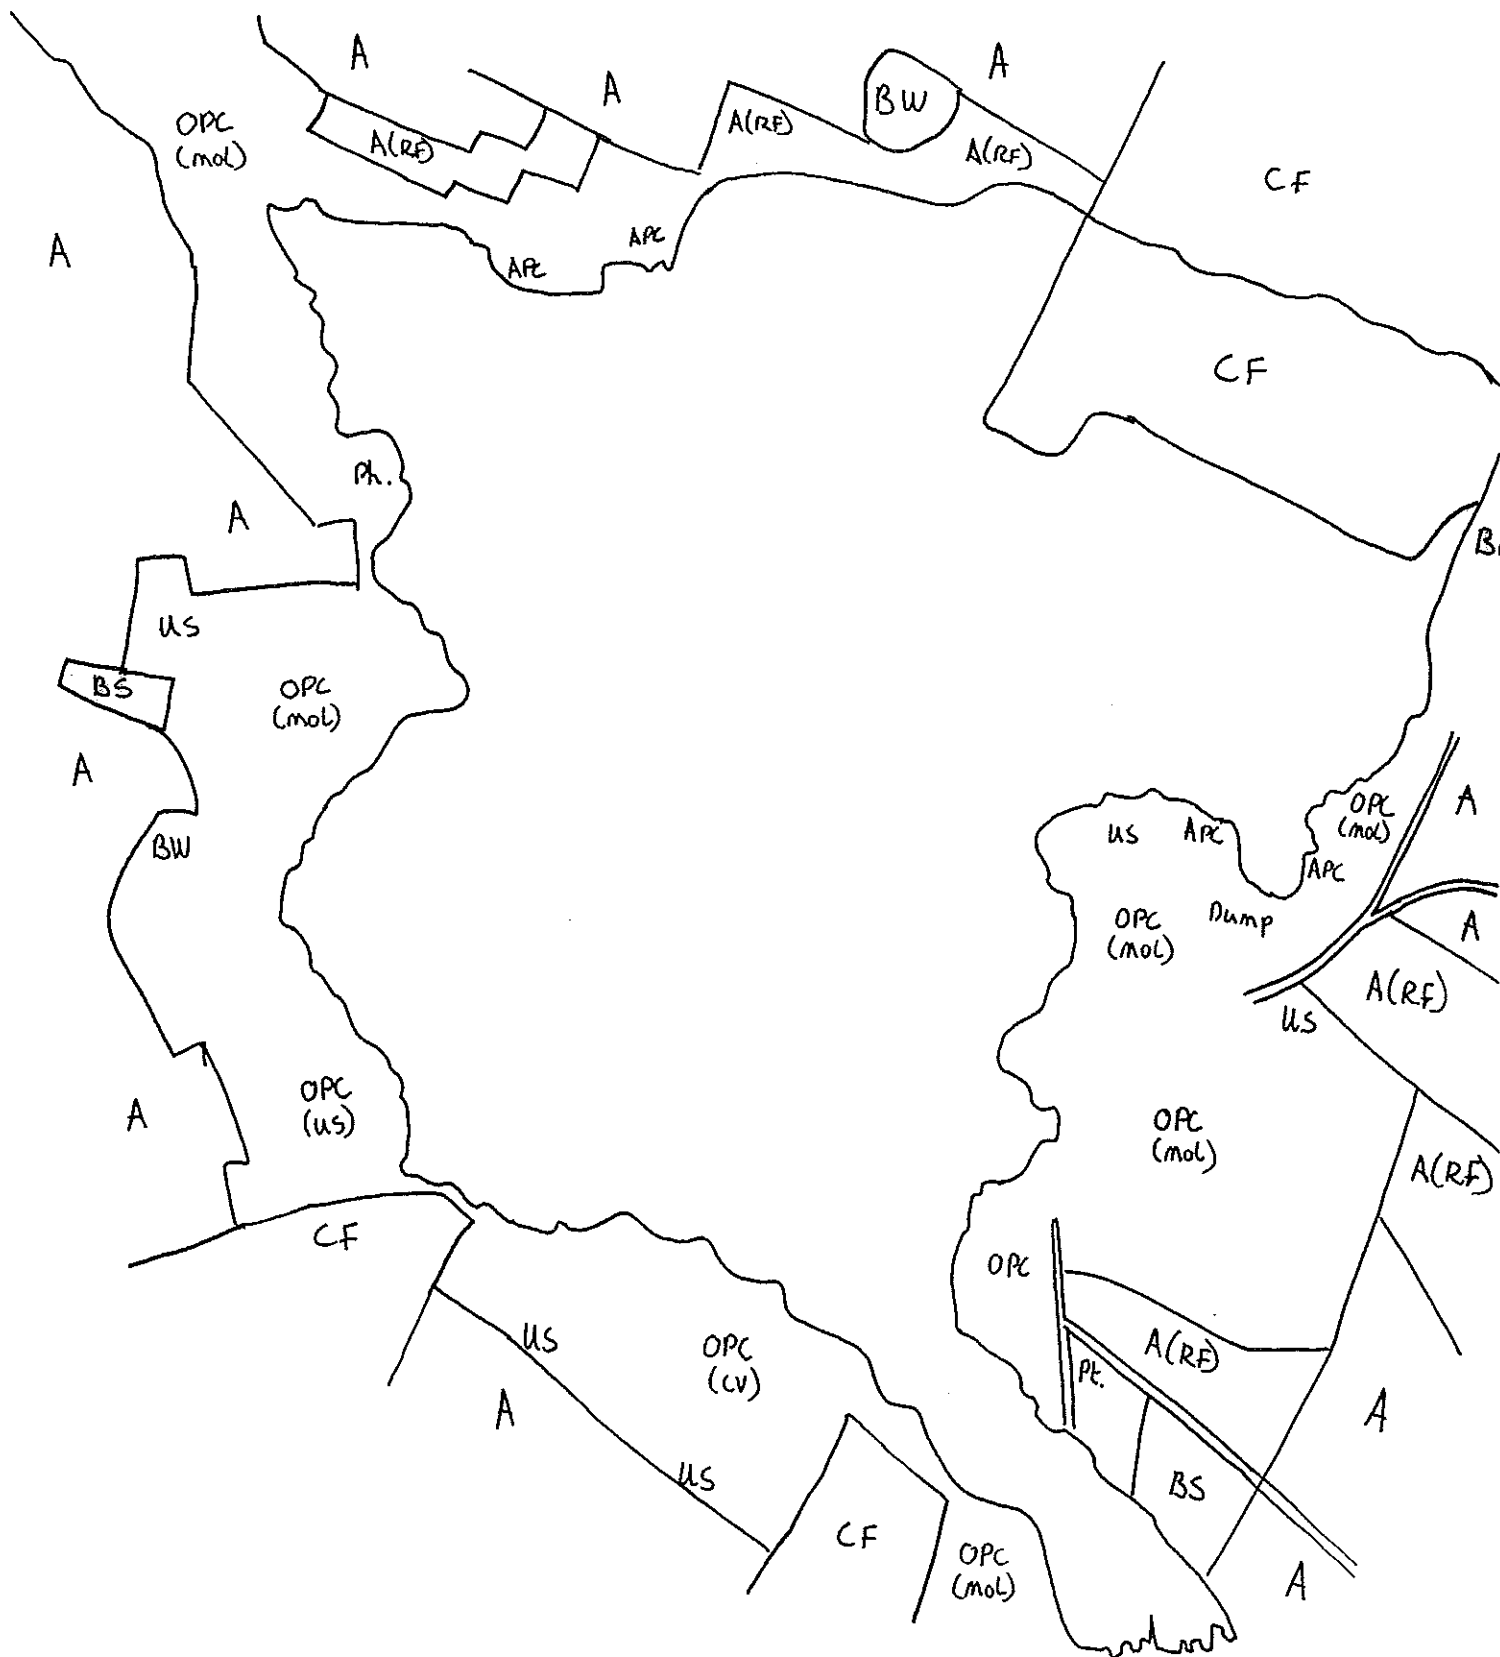 A
A
A
BW
OPC
(mol)
A(RF)
A(RF)
A(RF)
CF
A
APC
APC
CF
Ph.
A
US
BS
OPC
(mol)
A
BW
OPC
(mol)
A
US
APC
APC
OPC
(mol)
Dump
A
A(RF)
US
OPC
(US)
A
OPC
(mol)
A(RF)
CF
OPC
US
OPC
(CV)
A(RF)
Pt.
A
A
US
BS
CF
OPC
(mol)
A